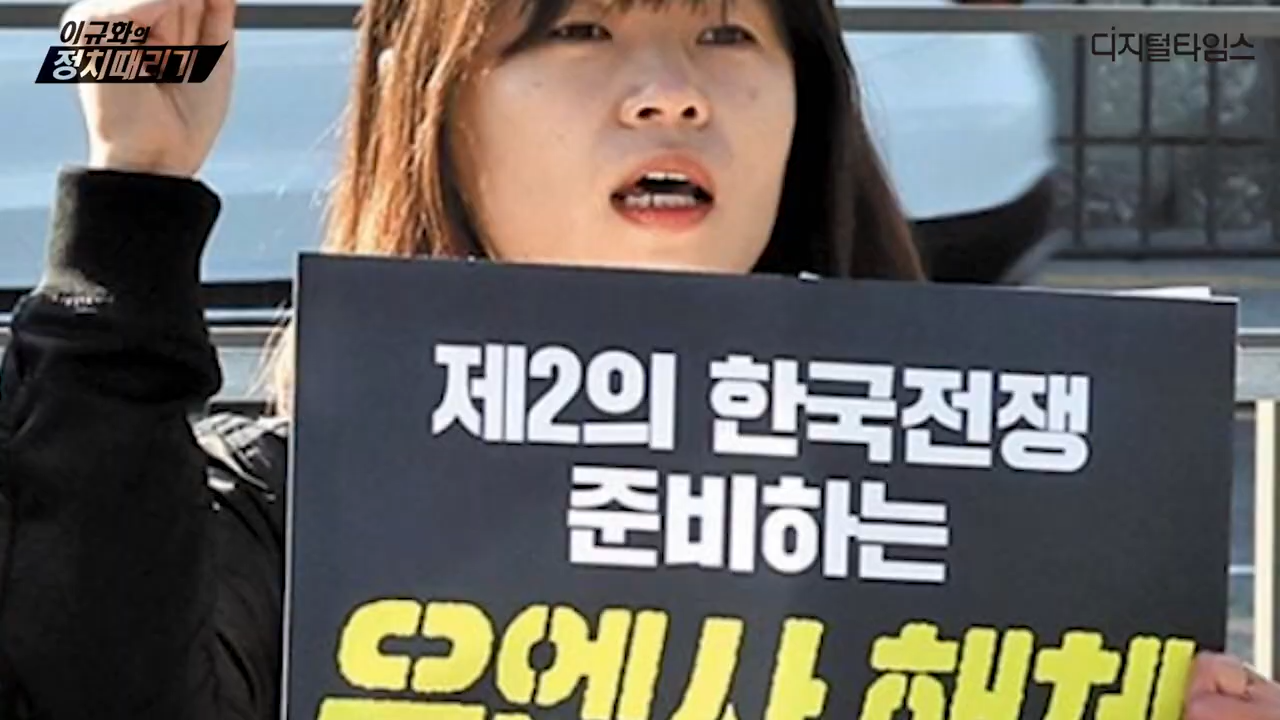 이규화의
정치때리기
디지털타임스
제2의 한국전쟁
준비하는
유엔사 해체